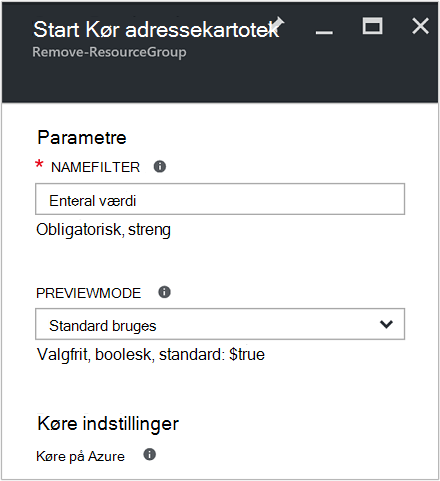 Start Kør adressekartotek
Remove-ResourceGroup
Parametre
* NAMEFILTER
Enteral værdi
Obligatorisk, streng
PREVIEWMODE
Standard bruges
Valgfrit, boolesk, standard: $true
Køre indstillinger
Køre på Azure